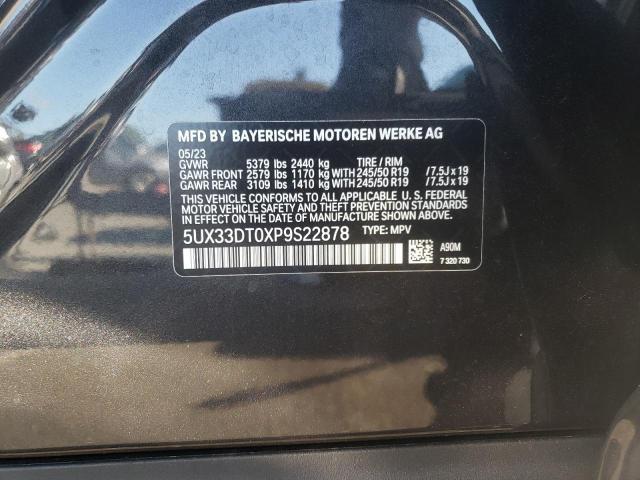 MFD BY BAYERISCHE MOTOREN WERKE AG
05/23
GVWR 5379 lbs 2440 kg TIRE / RIM
GAWR FRONT 2579 lbs 1170 kg WITH 245/50 R19 /7.5J x 19
GAWR REAR 3109 lbs 1410 kg WITH 245/50 R19 /7.5J x 19
THIS VEHICLE CONFORMS TO ALL APPLICABLE U.S. FEDERAL
MOTOR VEHICLE SAFETY AND THEFT PREVENTION STANDARDS
IN EFFECT ON THE DATE OF MANUFACTURE SHOWN ABOVE.
5UX33DT0XP9S22878 TYPE: MPV
A90M
7 320 730